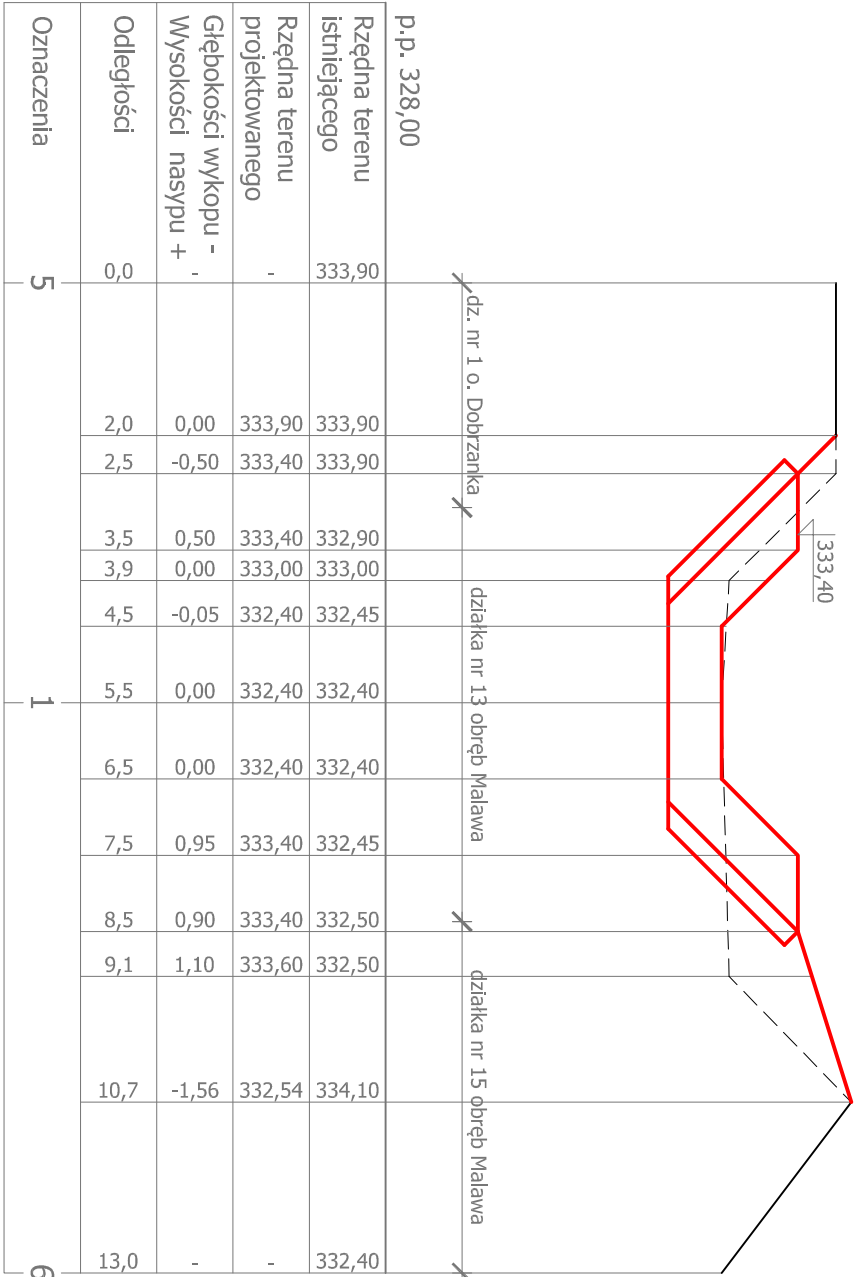 333,40
dz. nr 1 o. Dobrzanka
działka nr 13 obręb Malawa
działka nr 15 obręb Malawa
p.p. 328,00
Rzędna terenu
istniejącego
333,90 333,90 333,90 332,90 333,00 332,45 332,40 332,40 332,45 332,50 332,50 334,10 332,40
Rzędna terenu
projektowanego
- 333,90 333,40 333,40 333,00 332,40 332,40 332,40 333,40 333,40 333,60 332,54 -
Głębokości wykopu -
Wysokości nasypu +
- 0,00 -0,50 0,50 0,00 -0,05 0,00 0,00 0,95 0,90 1,10 -1,56 -
Odległości
0,0 2,0 2,5 3,5 3,9 4,5 5,5 6,5 7,5 8,5 9,1 10,7 13,0
Oznaczenia
5 1 6